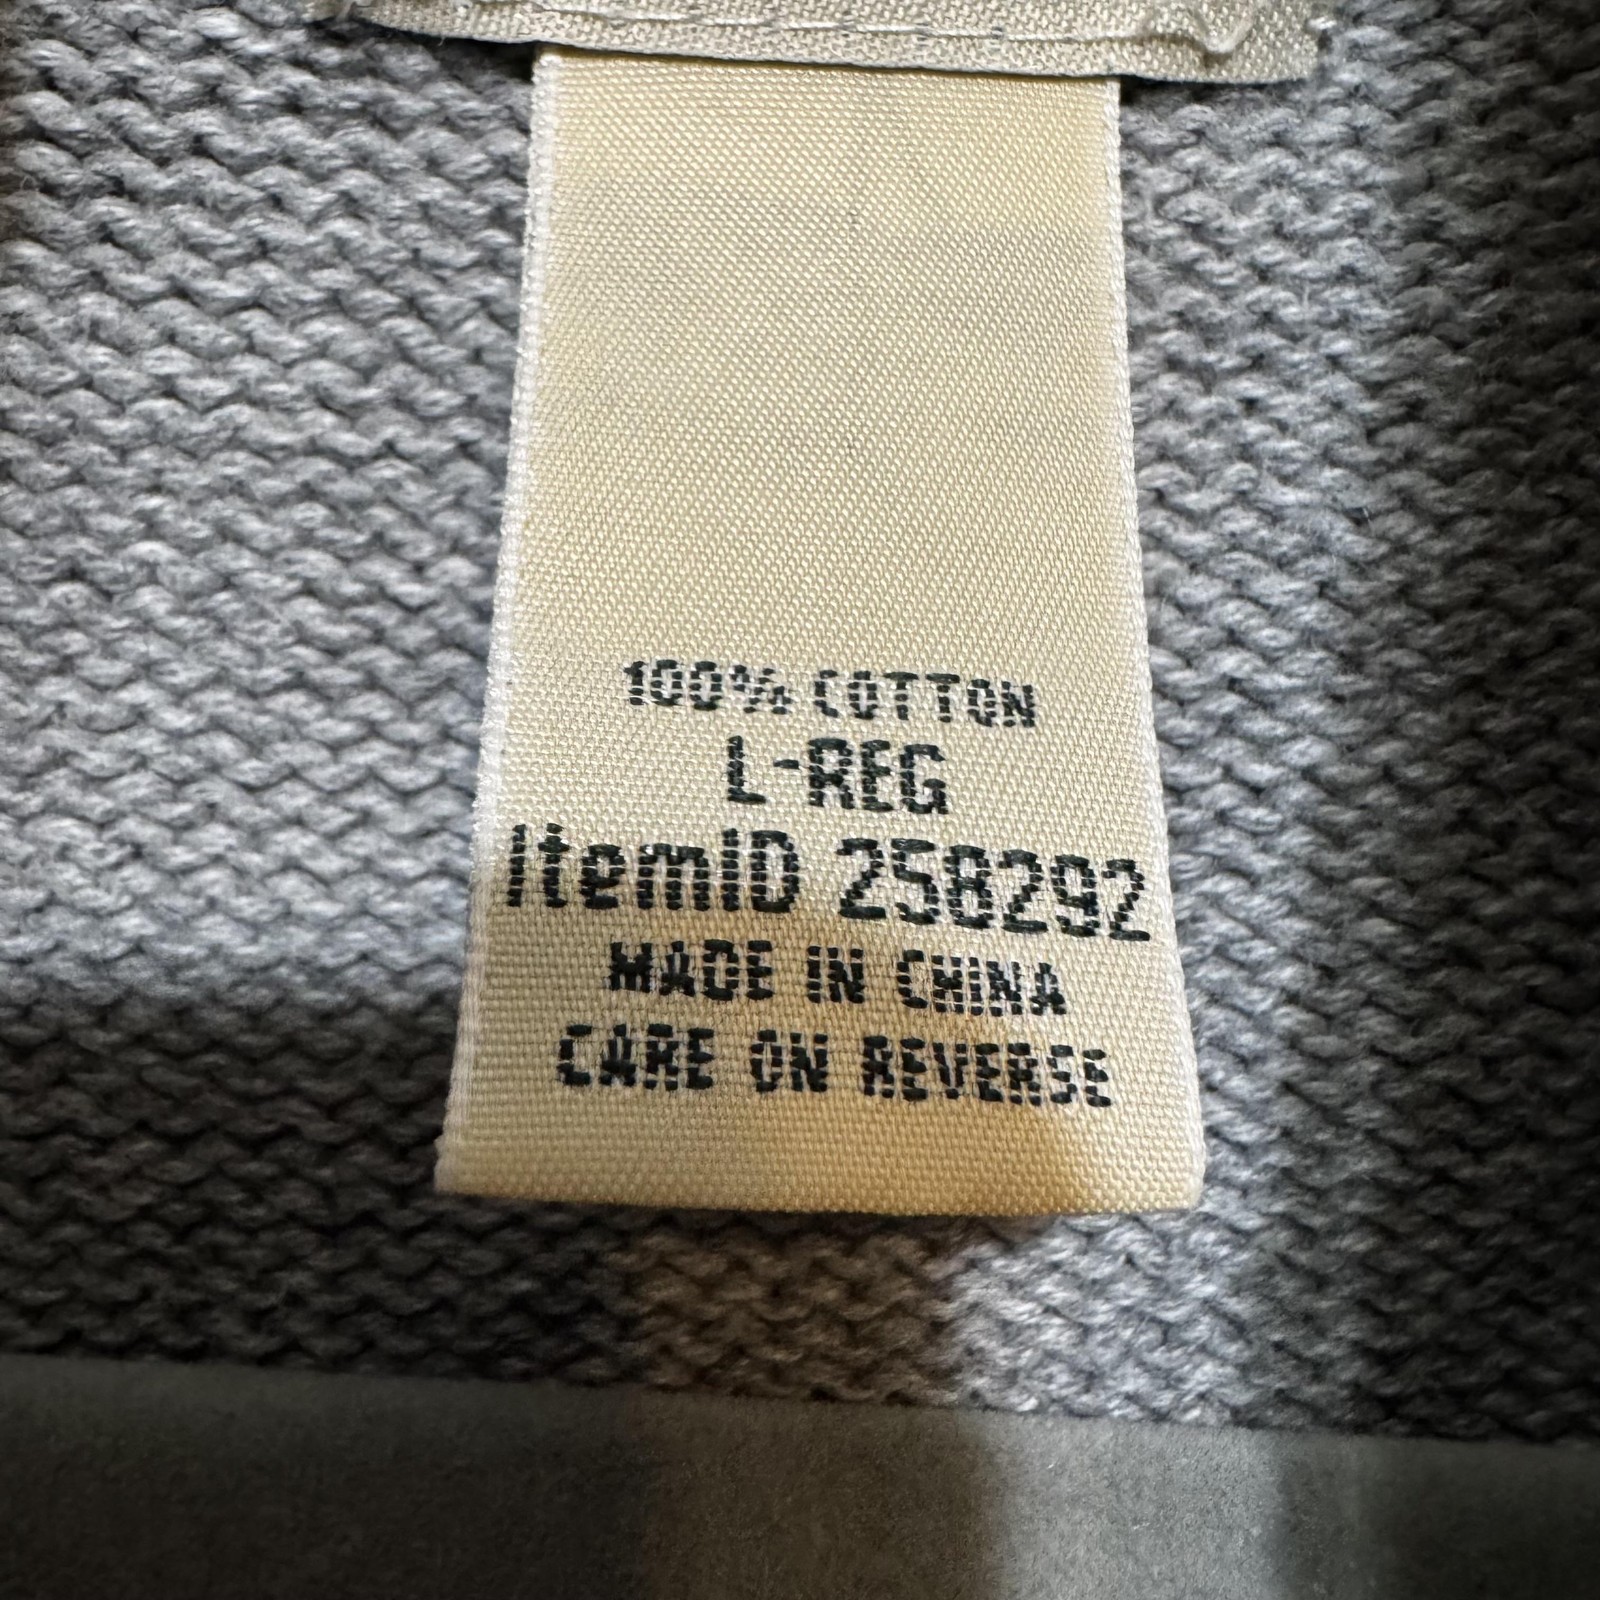 100% COTTON
L-REG
ItemID 258292
MADE IN CHINA
CARE ON REVERSE